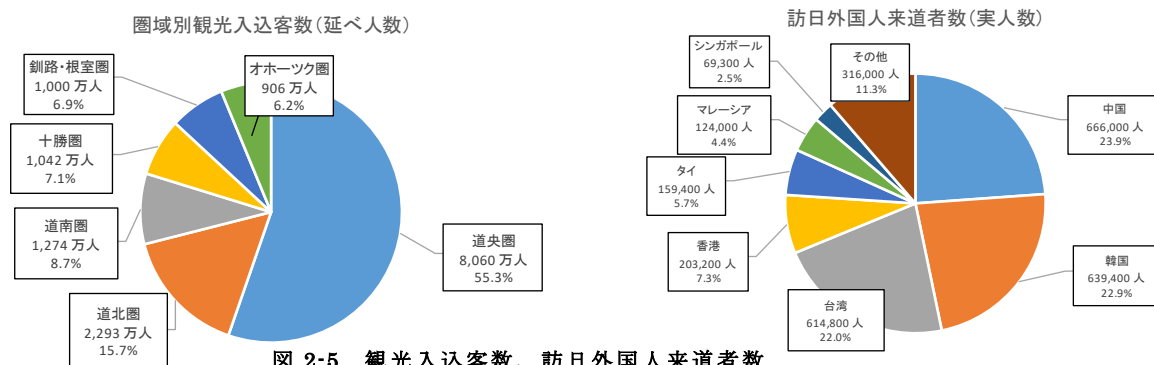 圏域別観光入込客数(延べ人数)
釧路・根室圏
1,000 万人
6.9%
オホーツク圏
906 万人
6.2%
十勝圏
1,042 万人
7.1%
道南圏
1,274 万人
8.7%
道北圏
2,293 万人
15.7%
道央圏
8,060 万人
55.3%
訪日外国人来道者数(実人数)
シンガポール
69,300 人
2.5%
その他
316,000 人
11.3%
マレーシア
124,000 人
4.4%
タイ
159,400 人
5.7%
香港
203,200 人
7.3%
台湾
614,800 人
22.0%
中国
666,000 人
23.9%
韓国
639,400 人
22.9%
図 2-5 観光入込客数、訪日外国人来道者数